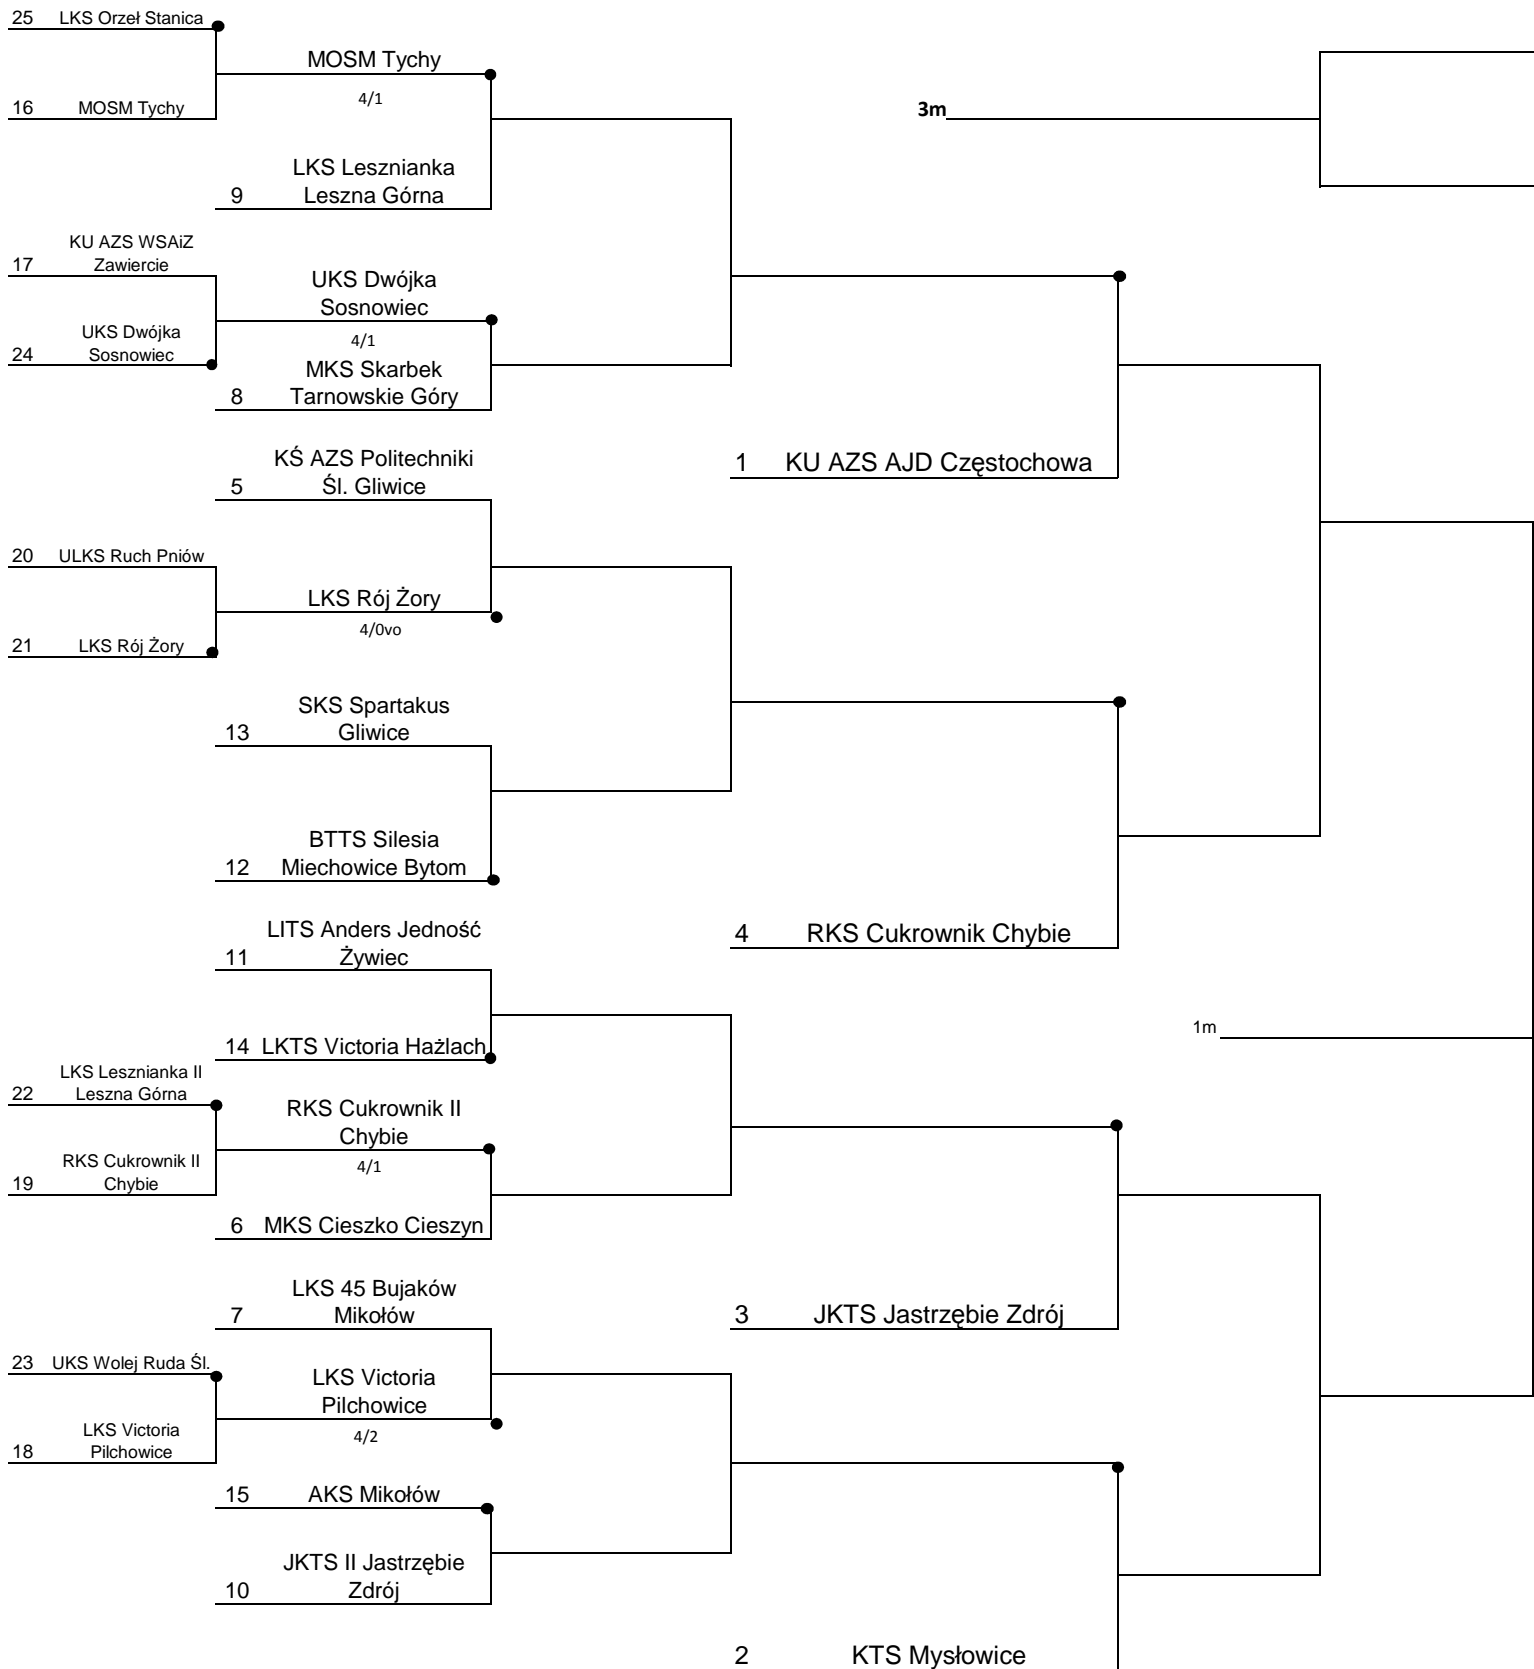 25 LKS Orzeł Stanica
MOSM Tychy
4/1
16 MOSM Tychy
3m
LKS Lesznianka
9 Leszna Górna
KU AZS WSAiZ
17 Zawiercie
UKS Dwójka
Sosnowiec
4/1
UKS Dwójka
24 Sosnowiec
MKS Skarbek
8 Tarnowskie Góry
KŚ AZS Politechniki
5 Śl. Gliwice
1 KU AZS AJD Częstochowa
20 ULKS Ruch Pniów
LKS Rój Żory
4/0vo
21 LKS Rój Żory
SKS Spartakus
13 Gliwice
BTTS Silesia
12 Miechowice Bytom
LITS Anders Jedność
11 Żywiec
4 RKS Cukrownik Chybie
1m
14 LKTS Victoria Hażlach
LKS Lesznianka II
22 Leszna Górna
RKS Cukrownik II
Chybie
4/1
RKS Cukrownik II
19 Chybie
6 MKS Cieszko Cieszyn
LKS 45 Bujaków
7 Mikołów
3 JKTS Jastrzębie Zdrój
23 UKS Wolej Ruda Śl.
LKS Victoria
Pilchowice
4/2
LKS Victoria
18 Pilchowice
15 AKS Mikołów
JKTS II Jastrzębie
10 Zdrój
2 KTS Mysłowice